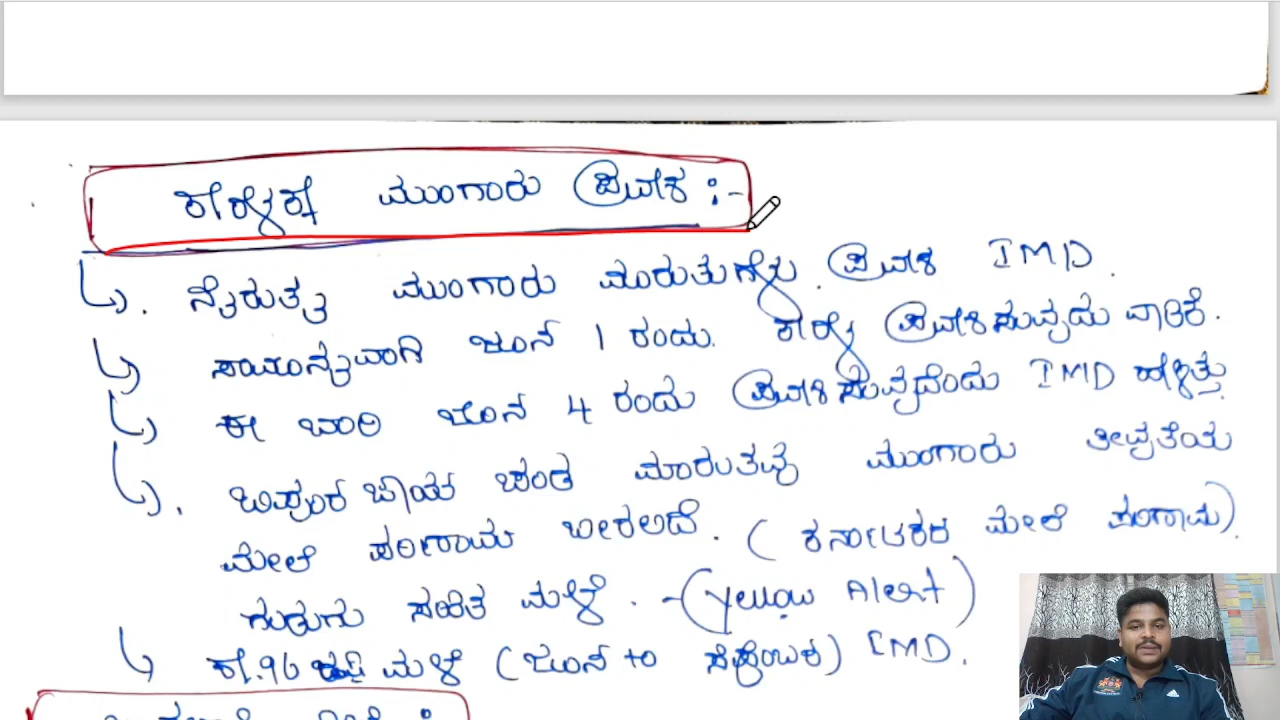 ಕೇರಳಕ್ಕೆ ಮುಂಗಾರು ಪ್ರವೇಶ :-
ನೈರುತ್ಯ ಮುಂಗಾರು ಮಾರುತುಗಳು ಪ್ರವೇಶ IMD.
ಸಾಮಾನ್ಯವಾಗಿ ಜೂನ್ 1 ರಂದು. ಕೇರಳ ಪ್ರವೇಶಿಸುವುದು ವಾಡಿಕೆ.
ಈ ಬಾರಿ ಜೂನ್ 4 ರಂದು ಪ್ರವೇಶಿಸುವುದೆಂದು IMD ಹೇಳಿತ್ತು
ಚಂಡ ಮಾರುತವು ಮುಂಗಾರು ತೀವ್ರತೆಯ
ಮೇಲೆ ಪರಿಣಾಮ ಬೀರಲಿದೆ. (ಕರ್ನಾಟಕದ ಮೇಲೆ ಪರಿಣಾಮ).
ಗುಡುಗು ಸಹಿತ ಮಳೆ. -(Yellow Alert)
ಶೇ.96 ಮಳೆ (ಜೂನ್ to ಸೆಪ್ಟೆಂಬರ) IMD.